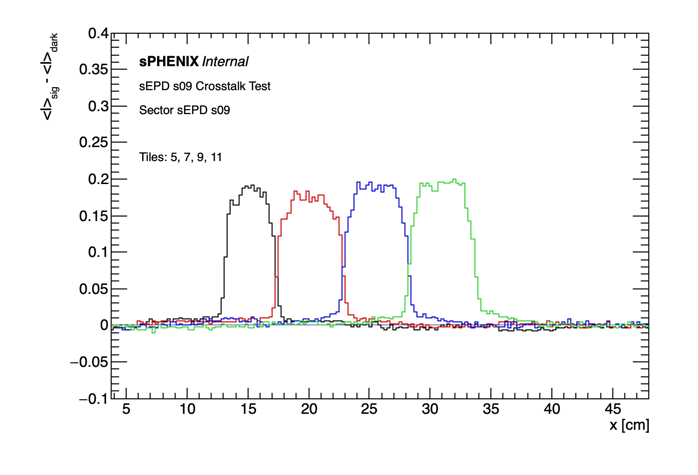 0.4
0.35
0.3
0.25
0.2
0.15
0.1
0.05
0
−0.05
−0.1
<I>sig - <I>dark
sPHENIX Internal
sEPD s09 Crosstalk Test
Sector sEPD s09
Tiles: 5, 7, 9, 11
5 10 15 20 25 30 35 40 45
x [cm]